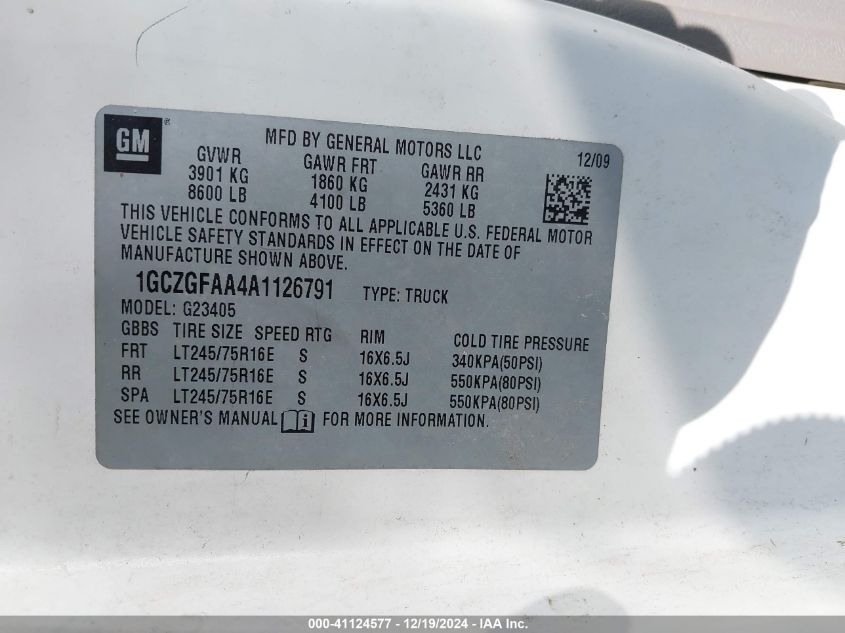 GM ®
MFD BY GENERAL MOTORS LLC 12/09
GVWR GAWR FRT GAWR RR
3901 KG 1860 KG 2431 KG
8600 LB 4100 LB 5360 LB
THIS VEHICLE CONFORMS TO ALL APPLICABLE U.S. FEDERAL MOTOR
VEHICLE SAFETY STANDARDS IN EFFECT ON THE DATE OF
MANUFACTURE SHOWN ABOVE.
1GCZGFAA4A1126791 TYPE: TRUCK
MODEL: G23405
GBBS TIRE SIZE SPEED RTG RIM COLD TIRE PRESSURE
FRT LT245/75R16E S 16X6.5J 340KPA(50PSI)
RR LT245/75R16E S 16X6.5J 550KPA(80PSI)
SPA LT245/75R16E S 16X6.5J 550KPA(80PSI)
SEE OWNER'S MANUAL i FOR MORE INFORMATION.
000-41124577 - 12/19/2024 - IAA Inc.